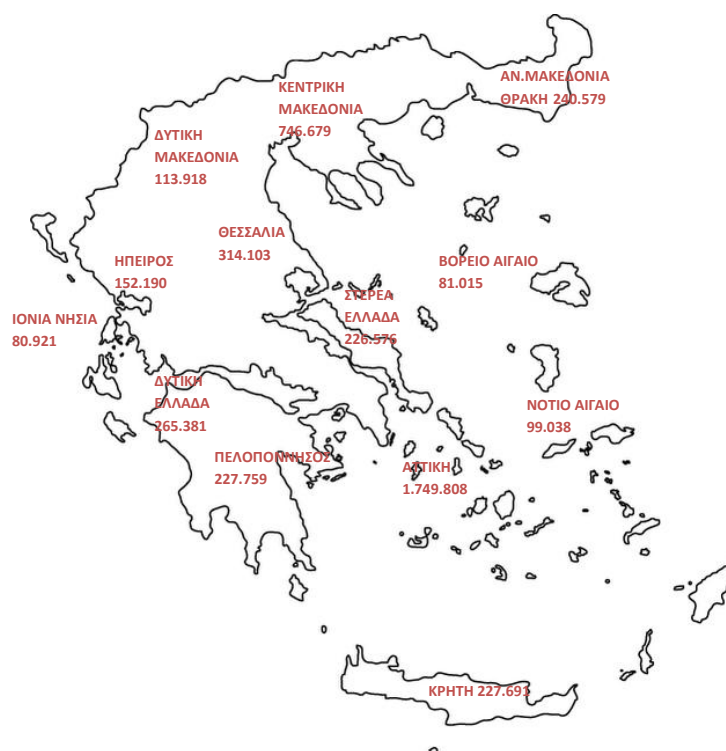 ΑΝ.ΜΑΚΕΔΟΝΙΑ
ΘΡΑΚΗ 240.579
ΚΕΝΤΡΙΚΗ
ΜΑΚΕΔΟΝΙΑ
746.679
ΔΥΤΙΚΗ
ΜΑΚΕΔΟΝΙΑ
113.918
ΘΕΣΣΑΛΙΑ
314.103
ΗΠΕΙΡΟΣ
152.190
ΒΟΡΕΙΟ ΑΙΓΑΙΟ
81.015
ΣΤΕΡΕΑ
ΕΛΛΑΔΑ
226.576
ΙΟΝΙΑ ΝΗΣΙΑ
80.921
ΔΥΤΙΚΗ
ΕΛΛΑΔΑ
265.381
ΝΟΤΙΟ ΑΙΓΑΙΟ
99.038
ΠΕΛΟΠΟΝΝΗΣΟΣ
227.759
ΑΤΤΙΚΗ
1.749.808
ΚΡΗΤΗ 227.691